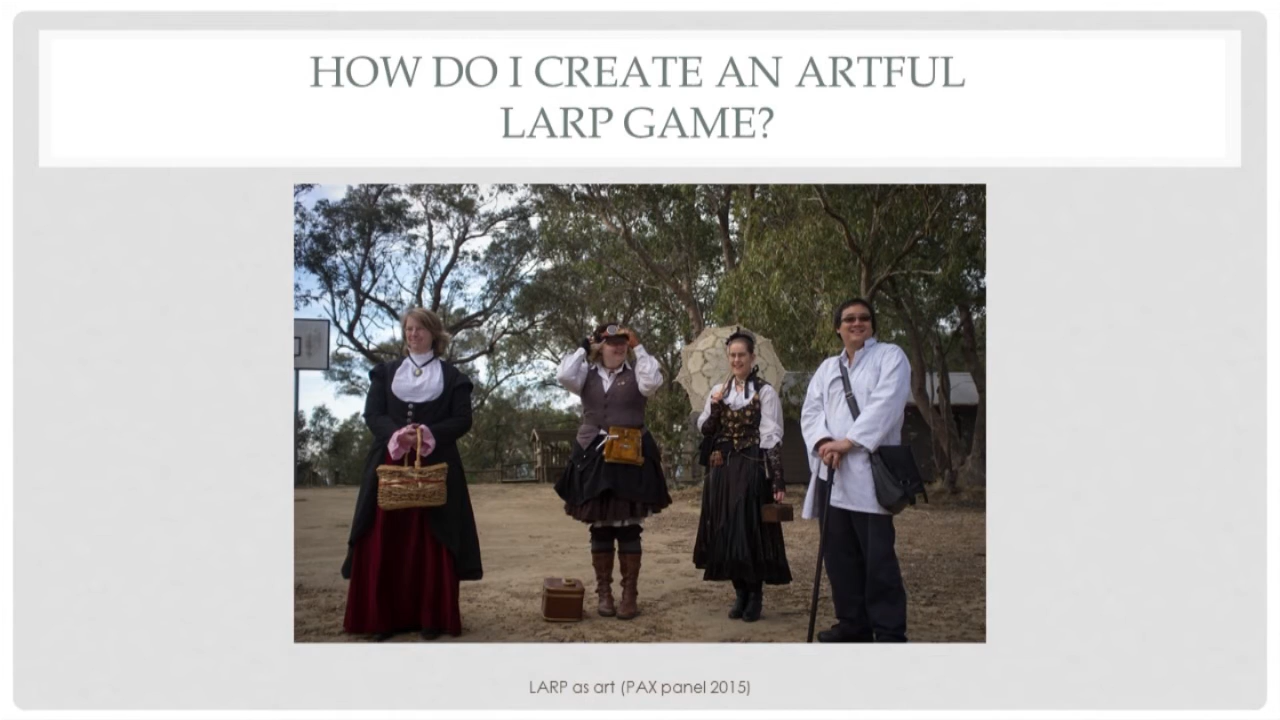 HOW DO I CREATE AN ARTFUL
LARP GAME?
LARP as art (PAX panel 2015)